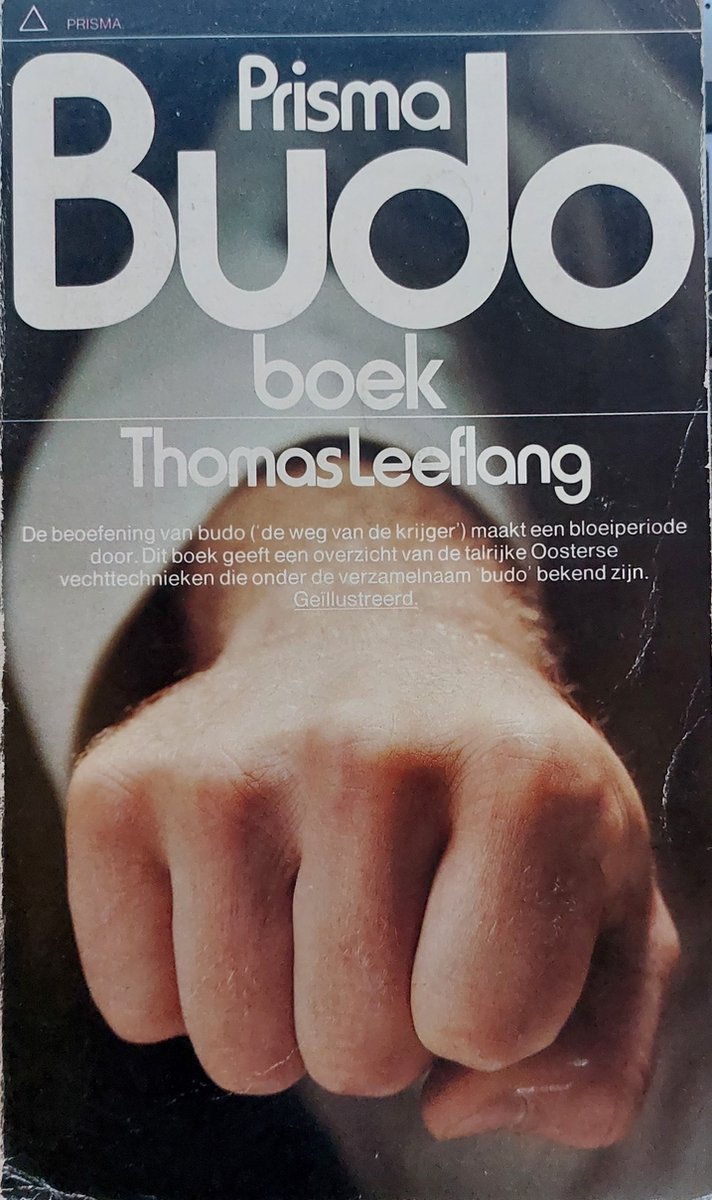 PRISMA
Prisma
Budo
boek
Thomas Leeflang
De beoefening van budo ('de weg van de krijger') maakt een bloeiperiode
door. Dit boek geeft een overzicht van de talrijke Oosterse
vechttechnieken die onder de verzamelnaam 'budo' bekend zijn.
Geïllustreerd.